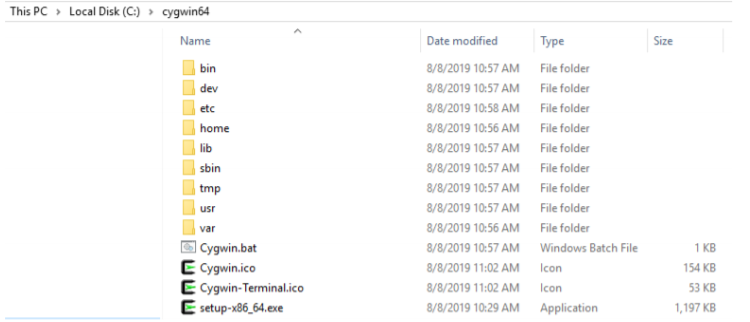 This PC > Local Disk (C:) > cygwin64
Name Date modified Type Size
bin 8/8/2019 10:57 AM File folder
dev 8/8/2019 10:57 AM File folder
etc 8/8/2019 10:58 AM File folder
home 8/8/2019 10:56 AM File folder
lib 8/8/2019 10:57 AM File folder
sbin 8/8/2019 10:57 AM File folder
tmp 8/8/2019 10:57 AM File folder
usr 8/8/2019 10:57 AM File folder
var 8/8/2019 10:56 AM File folder
Cygwin.bat 8/8/2019 10:57 AM Windows Batch File 1 KB
Cygwin.ico 8/8/2019 11:02 AM Icon 154 KB
Cygwin-Terminal.ico 8/8/2019 11:02 AM Icon 53 KB
setup-x86_64.exe 8/8/2019 10:29 AM Application 1,197 KB